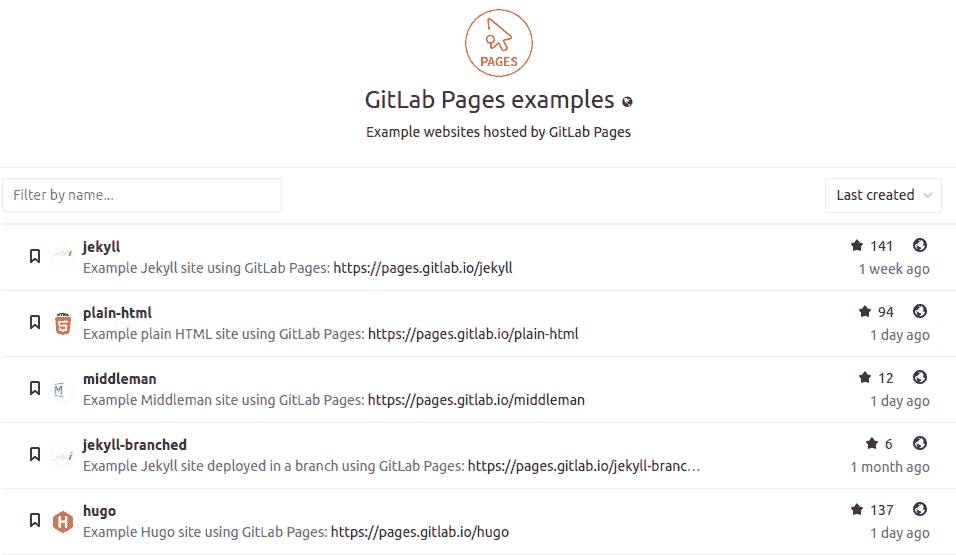 PAGES
GitLab Pages examples
Example websites hosted by GitLab Pages
Filter by name...
Last created
jekyll
141
Example Jekyll site using GitLab Pages: https://pages.gitlab.io/jekyll
1 week ago
plain-html
94
Example plain HTML site using GitLab Pages: https://pages.gitlab.io/plain-html
1 day ago
M
middleman
12
Example Middleman site using GitLab Pages: https://pages.gitlab.io/middleman
1 day ago
jekyll-branched
6
Example Jekyll site deployed in a branch using GitLab Pages: https://pages.gitlab.io/jekyll-branc…
1 month ago
H
hugo
137
Example Hugo site using GitLab Pages: https://pages.gitlab.io/hugo
1 day ago